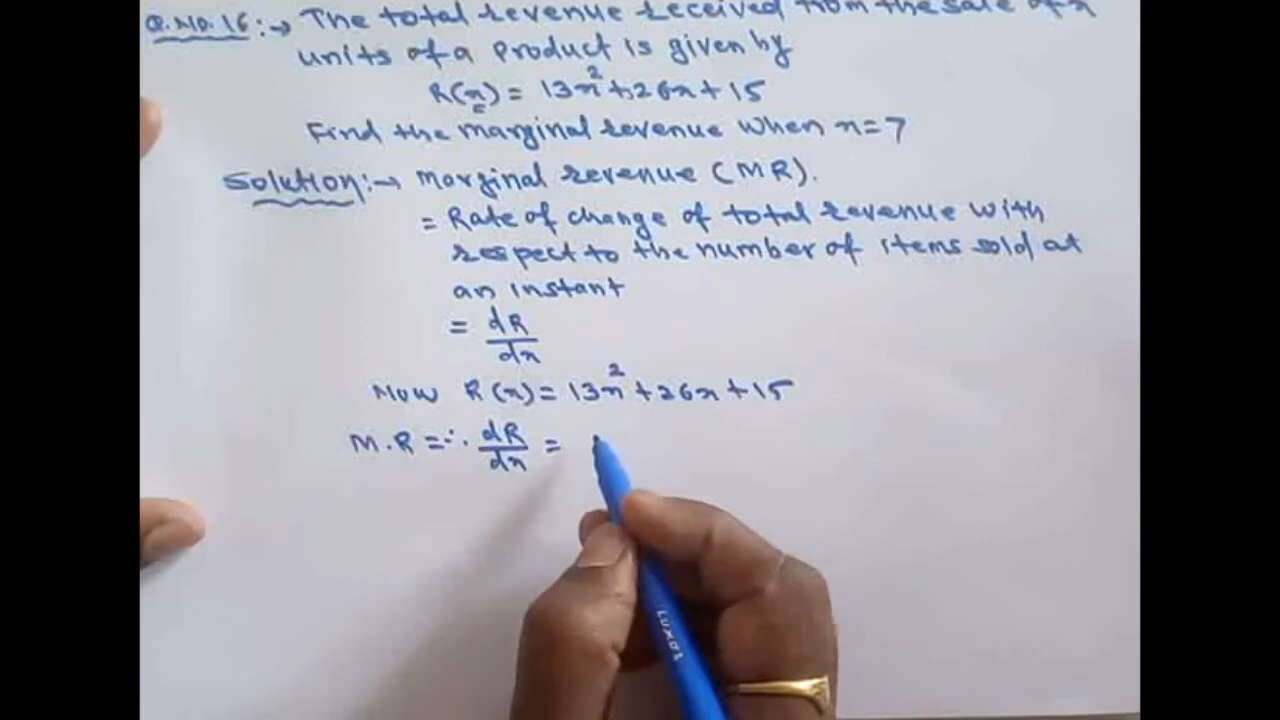 Q.No.16:→ The total revenue received from the sale of x
units of a product is given by
R(x) = 13x² + 26x + 15
Find the marginal revenue when x = 7
Solution:→ Marginal revenue (MR).
= Rate of change of total revenue with
respect to the number of items sold at
an instant
= dR/dx
Now R(x) = 13x² + 26x + 15
M.R = ∴ dR/dx =
LUXOR